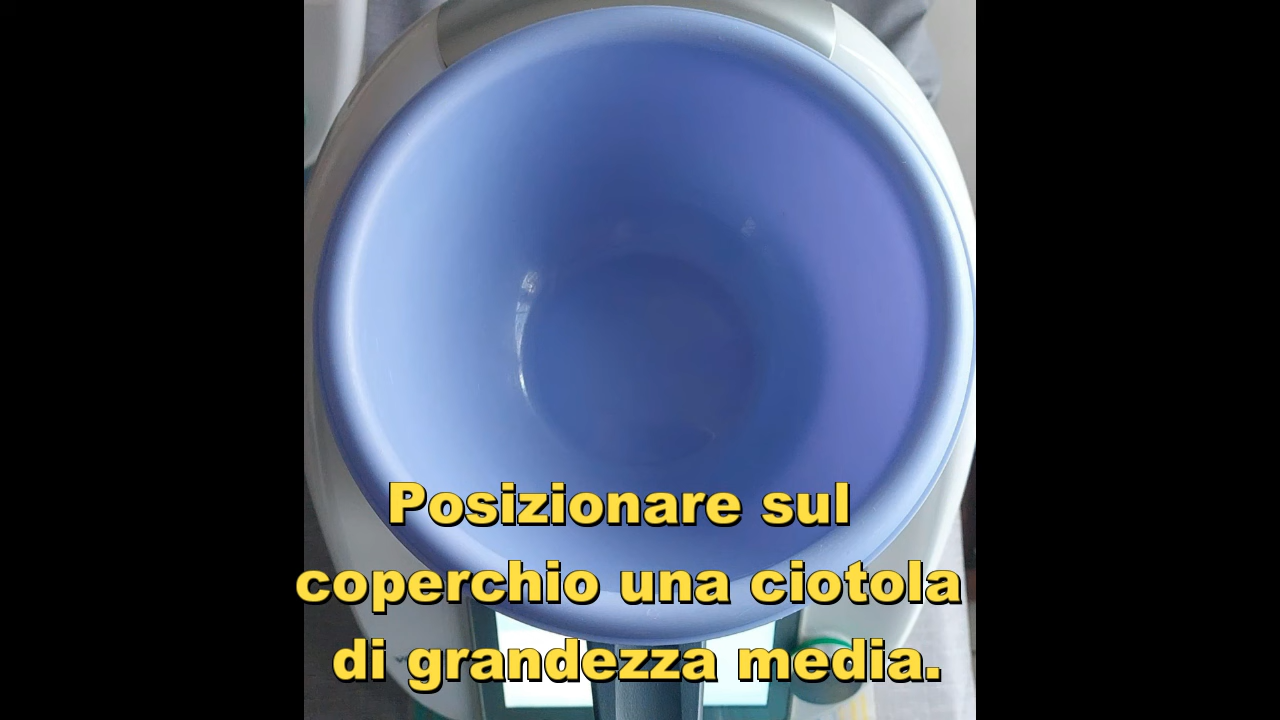 Posizionare sul
coperchio una ciotola
di grandezza media.